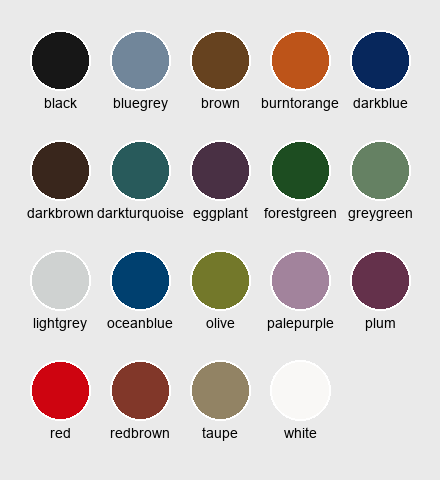 black bluegrey brown burntorange darkblue
darkbrown darkturquoise eggplant forestgreen greygreen
lightgrey oceanblue olive palepurple plum
red redbrown taupe white